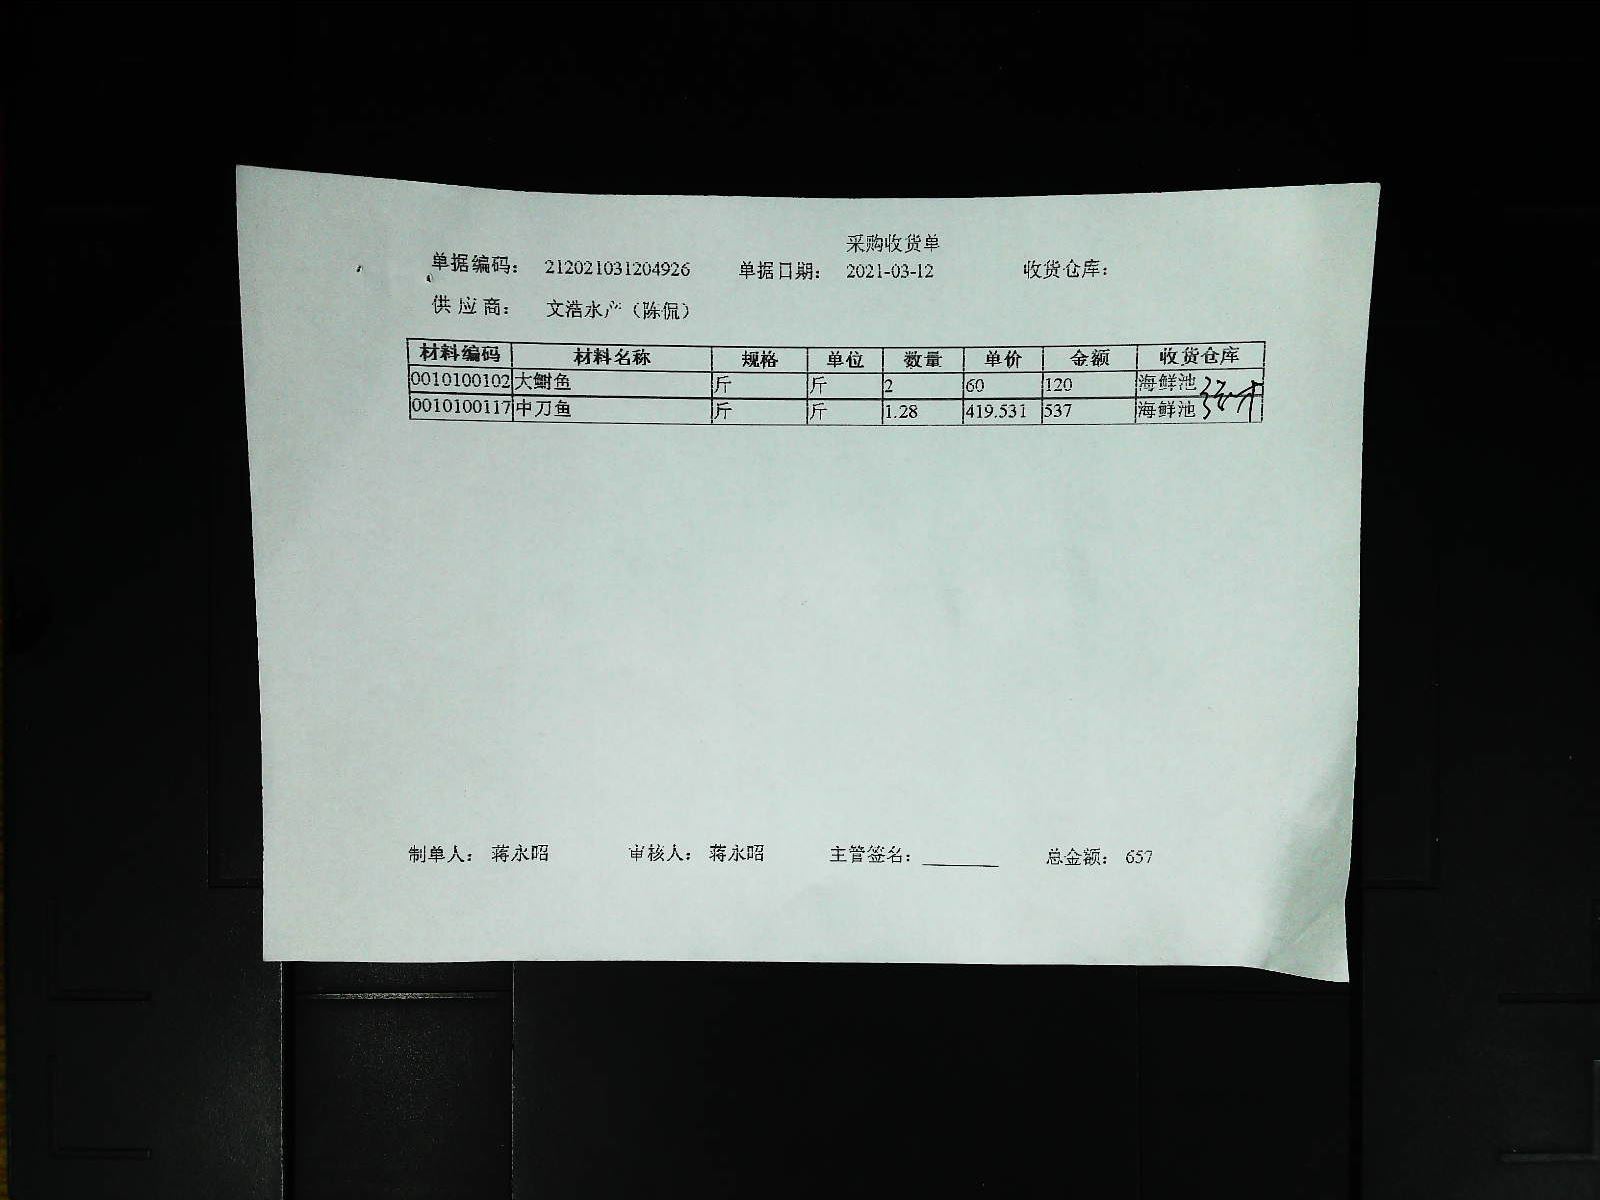 采购收货单
单据编码： 212021031204926 单据日期： 2021-03-12 收货仓库：
供 应 商： 文浩水产（陈侃）
材料编码 材料名称 规格 单位 数量 单价 金额 收货仓库
0010100102 大鮒鱼 斤 斤 2 60 120 海鲜池
0010100117 中刀鱼 斤 斤 1.28 419.531 537 海鲜池
制单人： 蒋永昭 审核人： 蒋永昭 主管签名： 总金额： 657